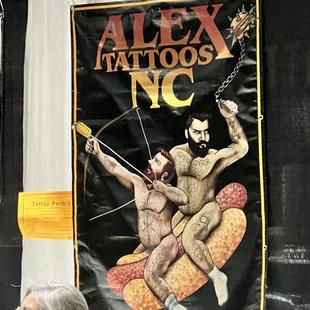 ALEX
TATTOOS
NC
Tattoo Permit